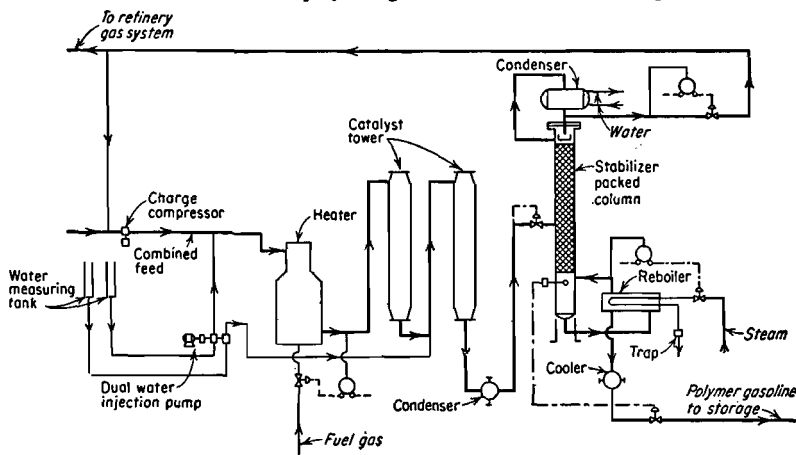 To refinery
gas system
Condenser
Water
Catalyst
tower
Stabilizer
packed
column
Charge
compressor
Heater
Combined
feed
Reboiler
Water
measuring
tank
Steam
Trap
Cooler
Dual water
injection pump
Condenser
Polymer gasoline
to storage
Fuel gas